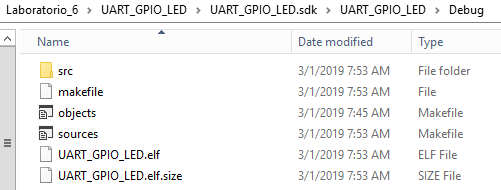 Laboratorio_6 > UART_GPIO_LED > UART_GPIO_LED.sdk > UART_GPIO_LED > Debug
Name Date modified Type
src 3/1/2019 7:53 AM File folder
makefile 3/1/2019 7:53 AM File
objects 3/1/2019 7:45 AM Makefile
sources 3/1/2019 7:53 AM Makefile
UART_GPIO_LED.elf 3/1/2019 7:53 AM ELF File
UART_GPIO_LED.elf.size 3/1/2019 7:53 AM SIZE File